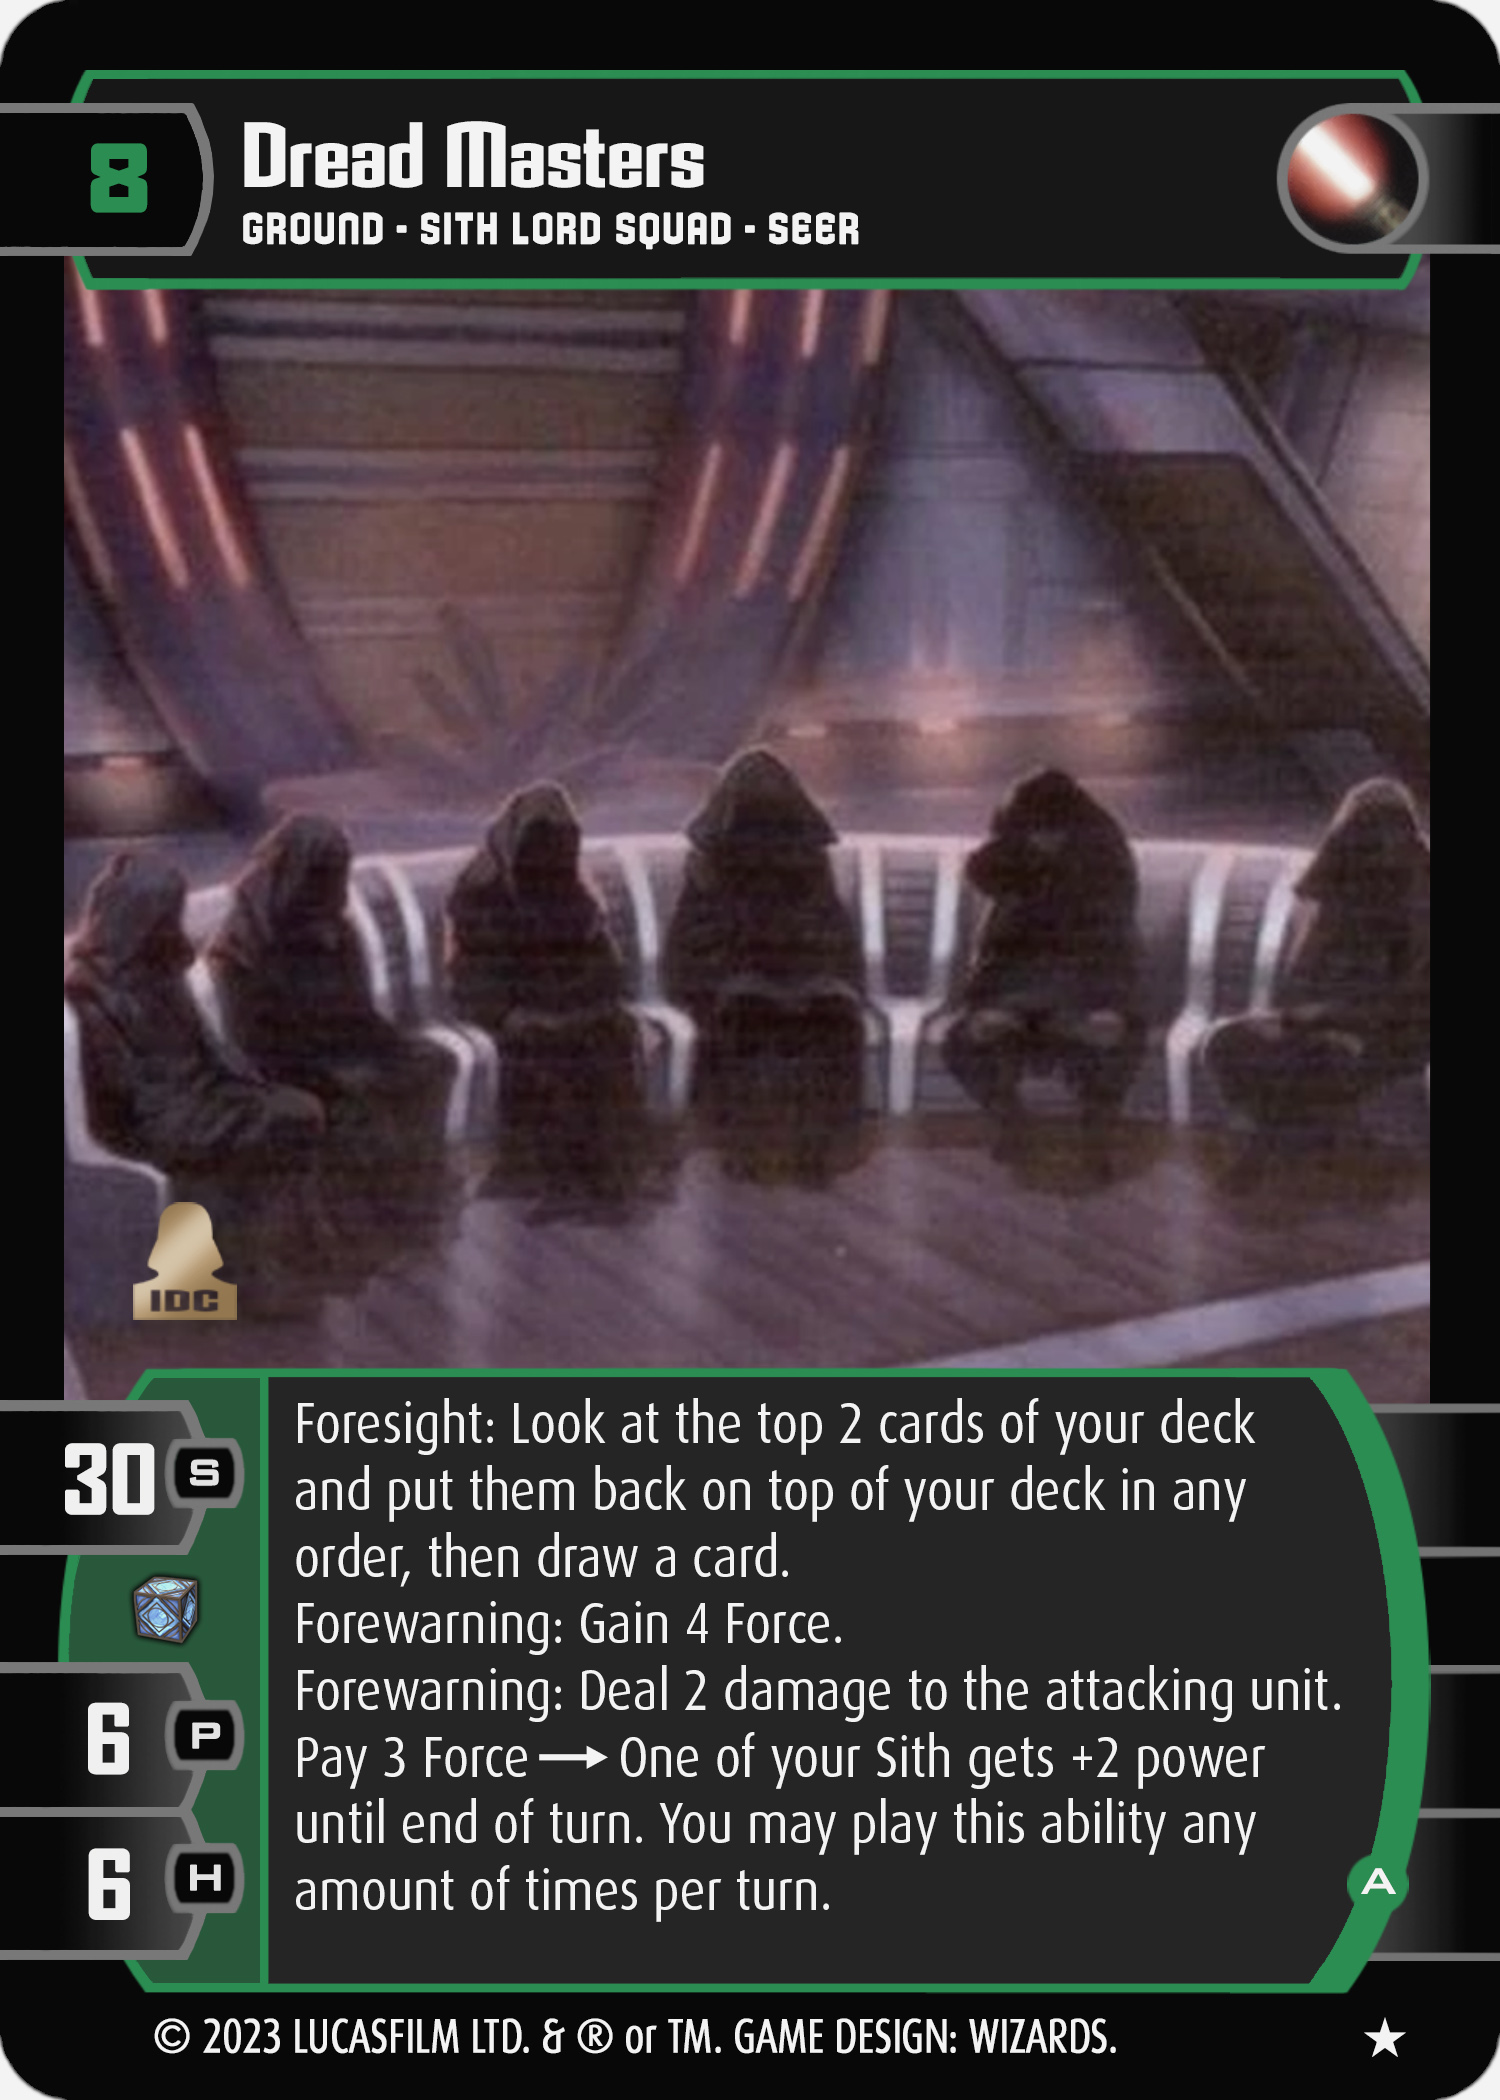 8
Dread Masters
GROUND - SITH LORD SQUAD - SEER
IDC
30 S
6 P
6 H
Foresight: Look at the top 2 cards of your deck
and put them back on top of your deck in any
order, then draw a card.
Forewarning: Gain 4 Force.
Forewarning: Deal 2 damage to the attacking unit.
Pay 3 Force → One of your Sith gets +2 power
until end of turn. You may play this ability any
amount of times per turn.
A
© 2023 LUCASFILM LTD. & ® or TM. GAME DESIGN: WIZARDS.